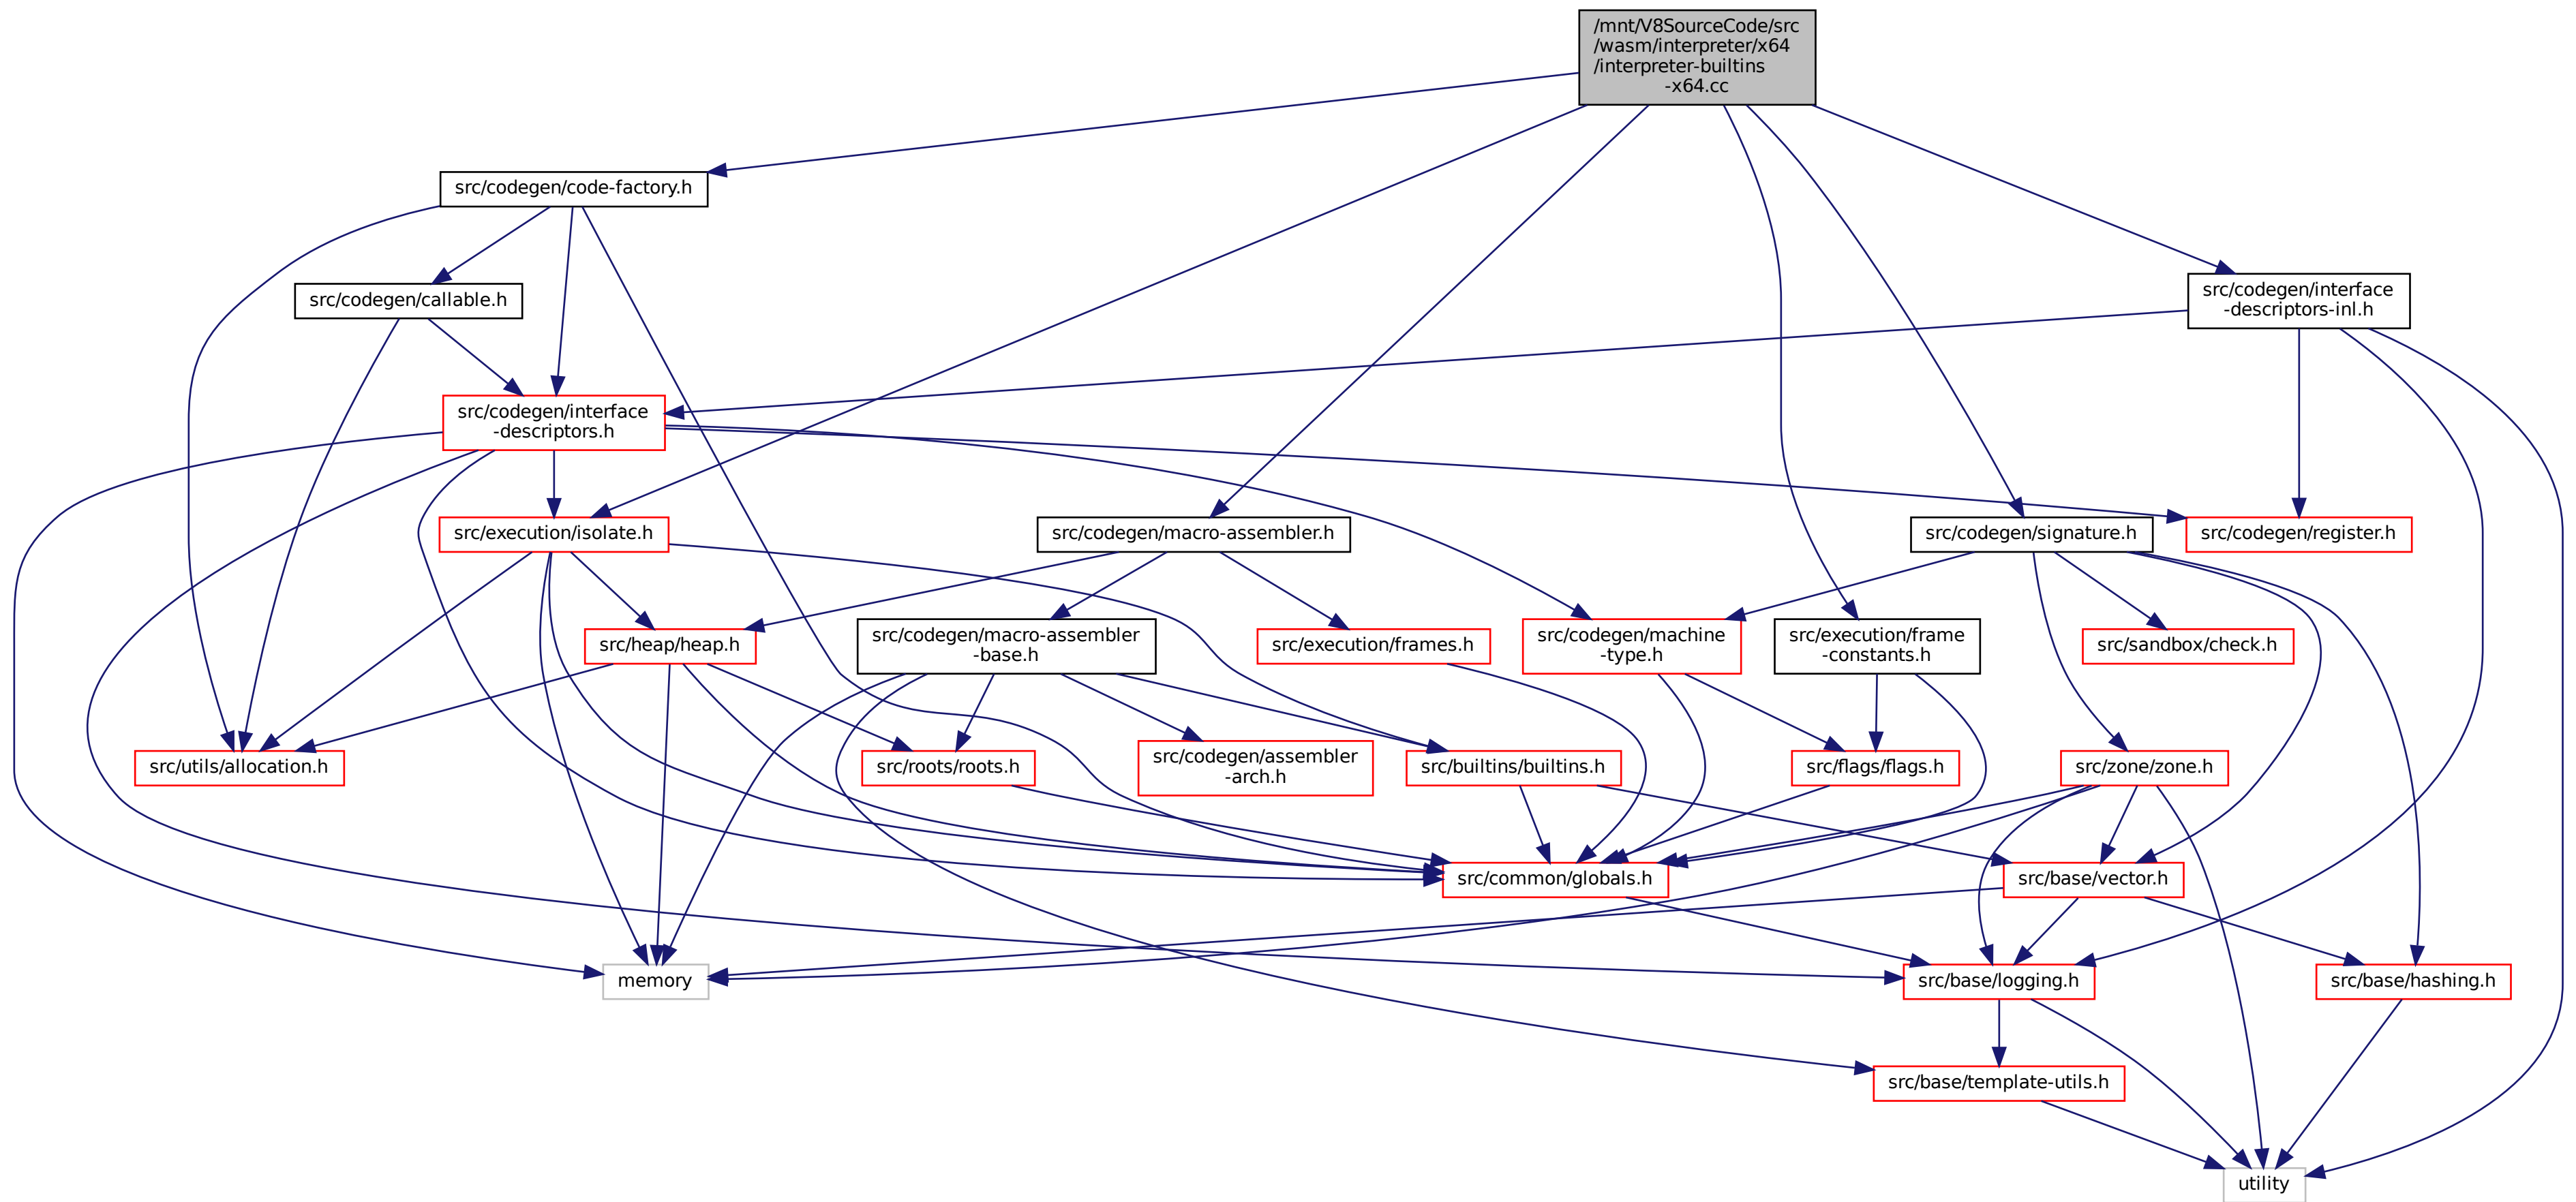 /mnt/V8SourceCode/src
/wasm/interpreter/x64
/interpreter-builtins
-x64.cc
src/codegen/code-factory.h
src/codegen/callable.h
src/codegen/interface
-descriptors-inl.h
src/codegen/interface
-descriptors.h
src/execution/isolate.h
src/codegen/macro-assembler.h
src/codegen/signature.h
src/codegen/register.h
src/heap/heap.h
src/codegen/macro-assembler
-base.h
src/execution/frames.h
src/codegen/machine
-type.h
src/execution/frame
-constants.h
src/sandbox/check.h
src/utils/allocation.h
src/roots/roots.h
src/codegen/assembler
-arch.h
src/builtins/builtins.h
src/flags/flags.h
src/zone/zone.h
src/common/globals.h
src/base/vector.h
memory
src/base/logging.h
src/base/hashing.h
src/base/template-utils.h
utility